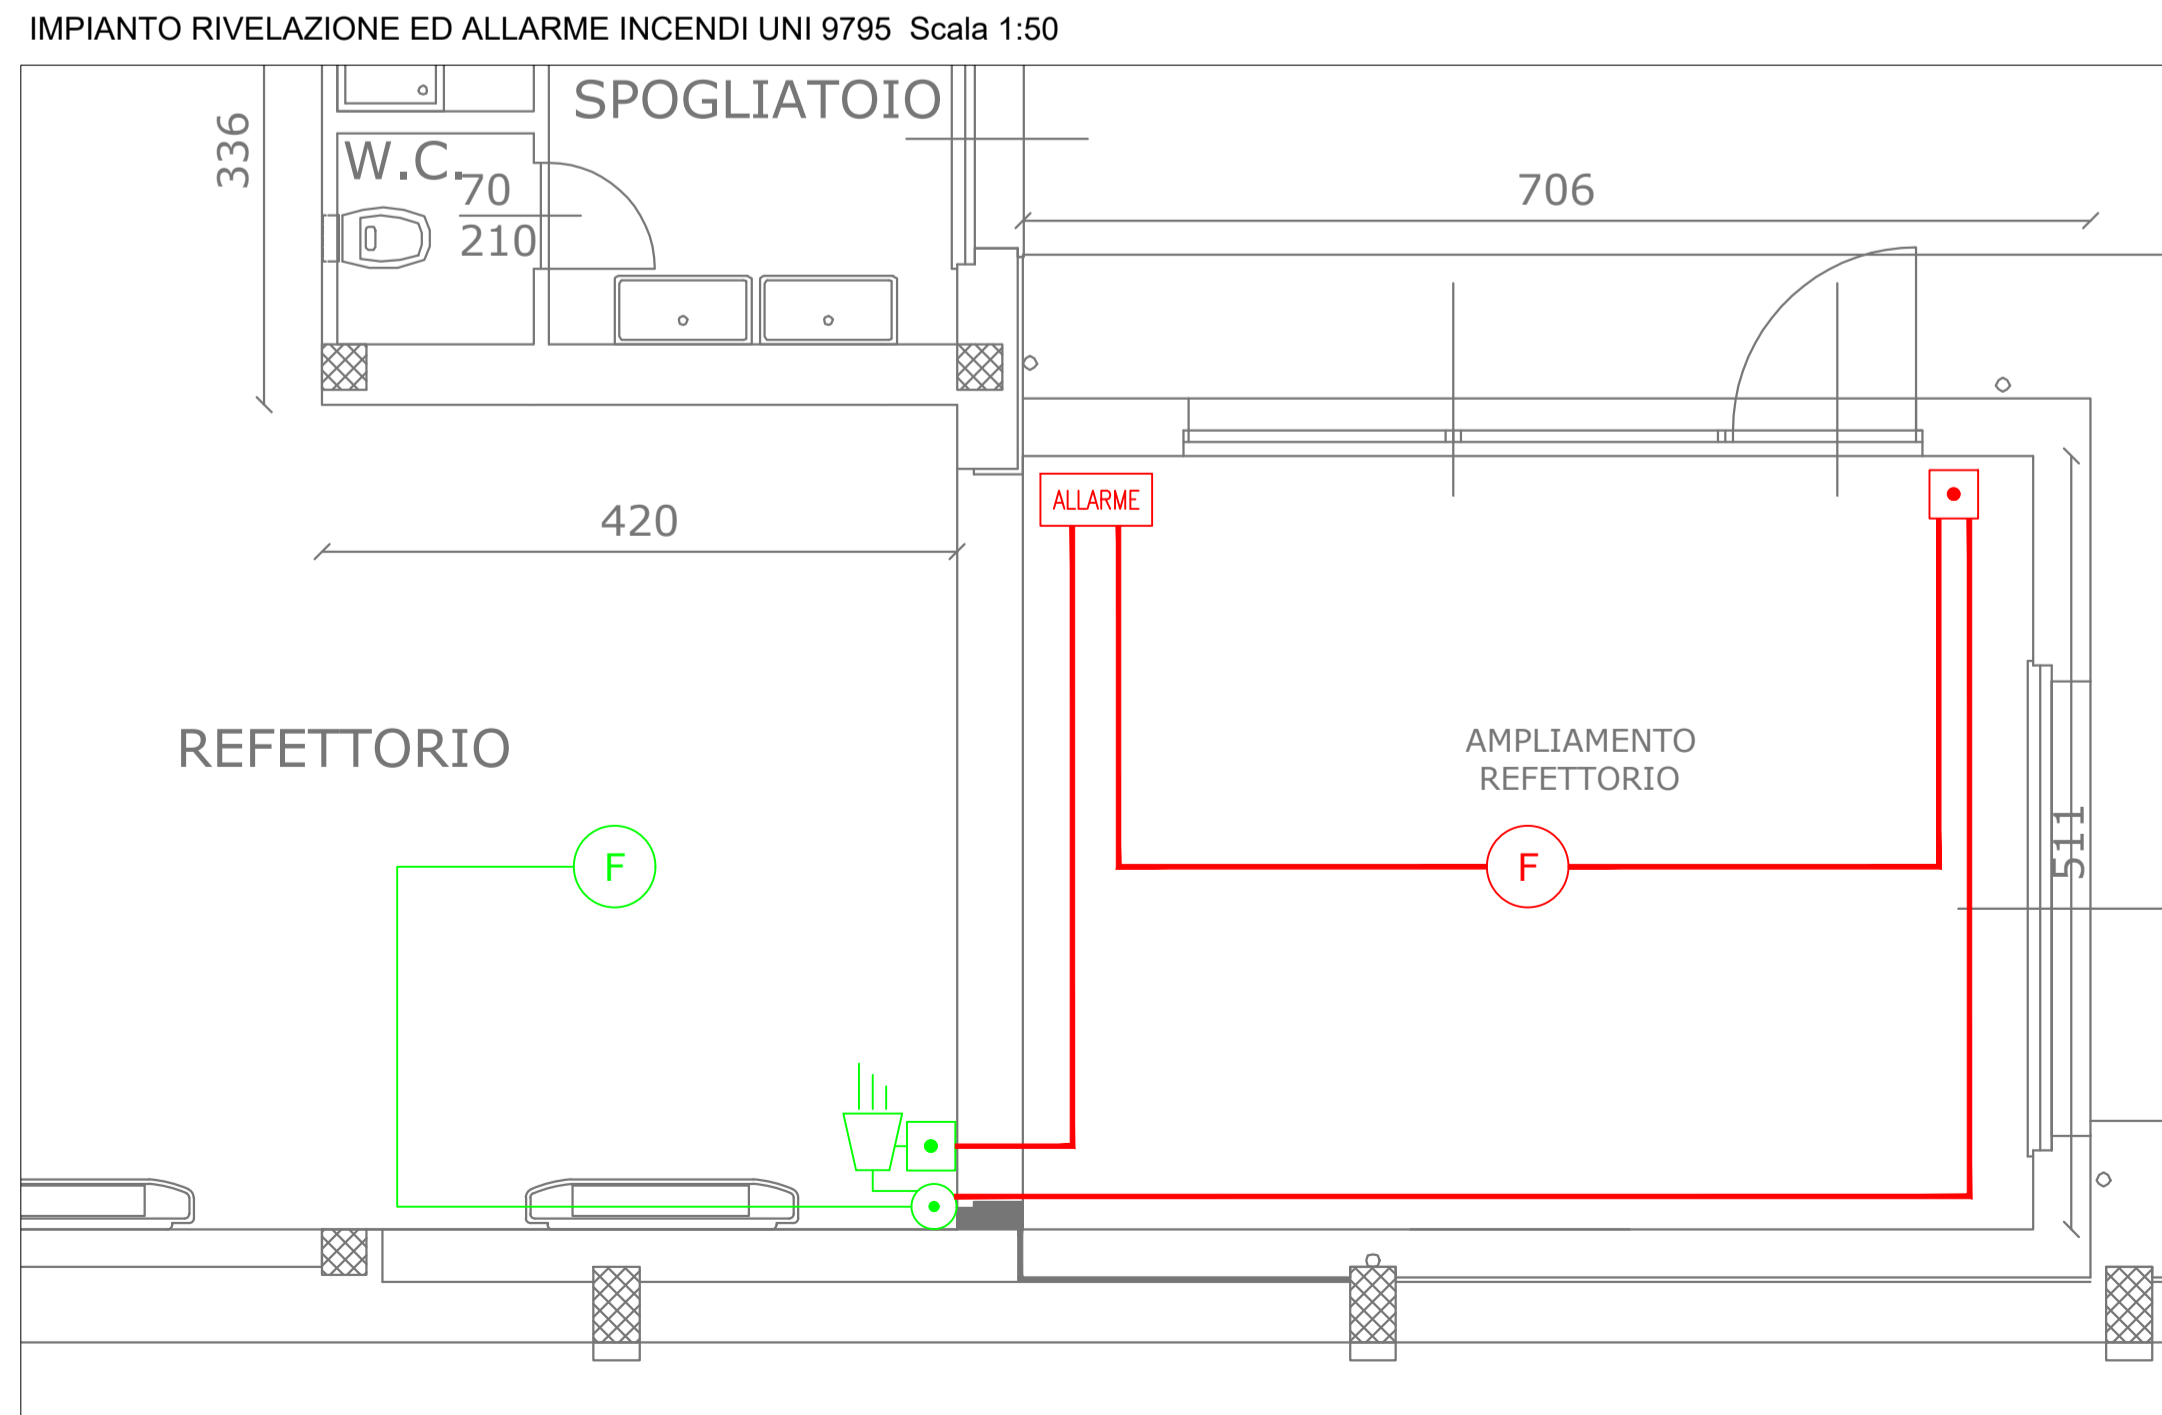 IMPIANTO RIVELAZIONE ED ALLARME INCENDI UNI 9795 Scala 1:50
SPOGLIATOIO
336
W.C.
70
210
706
ALLARME
420
REFETTORIO
AMPLIAMENTO
REFETTORIO
511
F
F